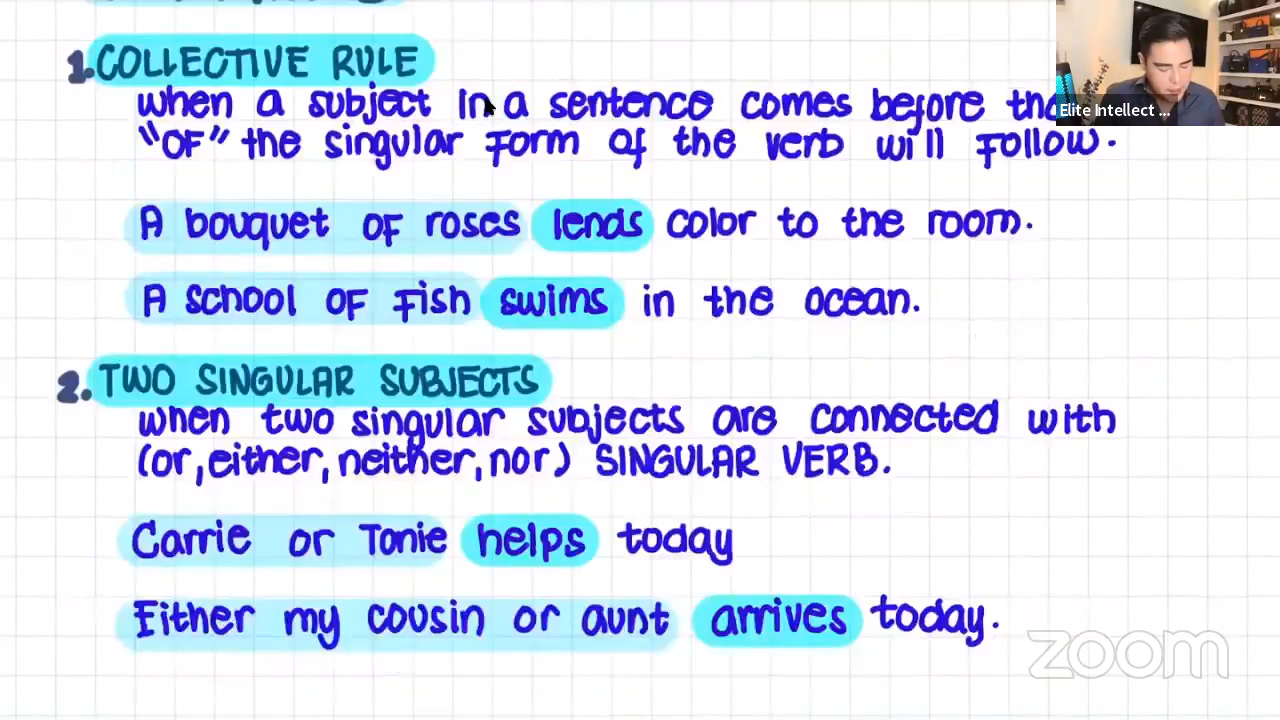 1. COLLECTIVE RULE
when a subject in a sentence comes before
"OF" the singular form of the verb will follow.
A bouquet of roses lends color to the room.
A school of fish swims in the ocean.
2. TWO SINGULAR SUBJECTS
when two singular subjects are connected with
(or, either, neither, nor) SINGULAR VERB.
Carrie or Tonie helps today
Either my cousin or aunt arrives today.
Elite Intellect ...
zoom